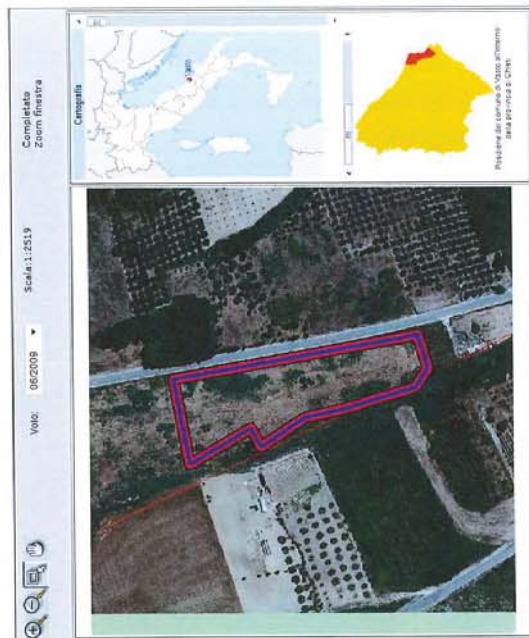 Volo:
06/2009
Scala:1:2519
Completato
Zoom finestra
Cartografia
Vasto
Posizione del comune di Vasto all'interno
della provincia di Chieti